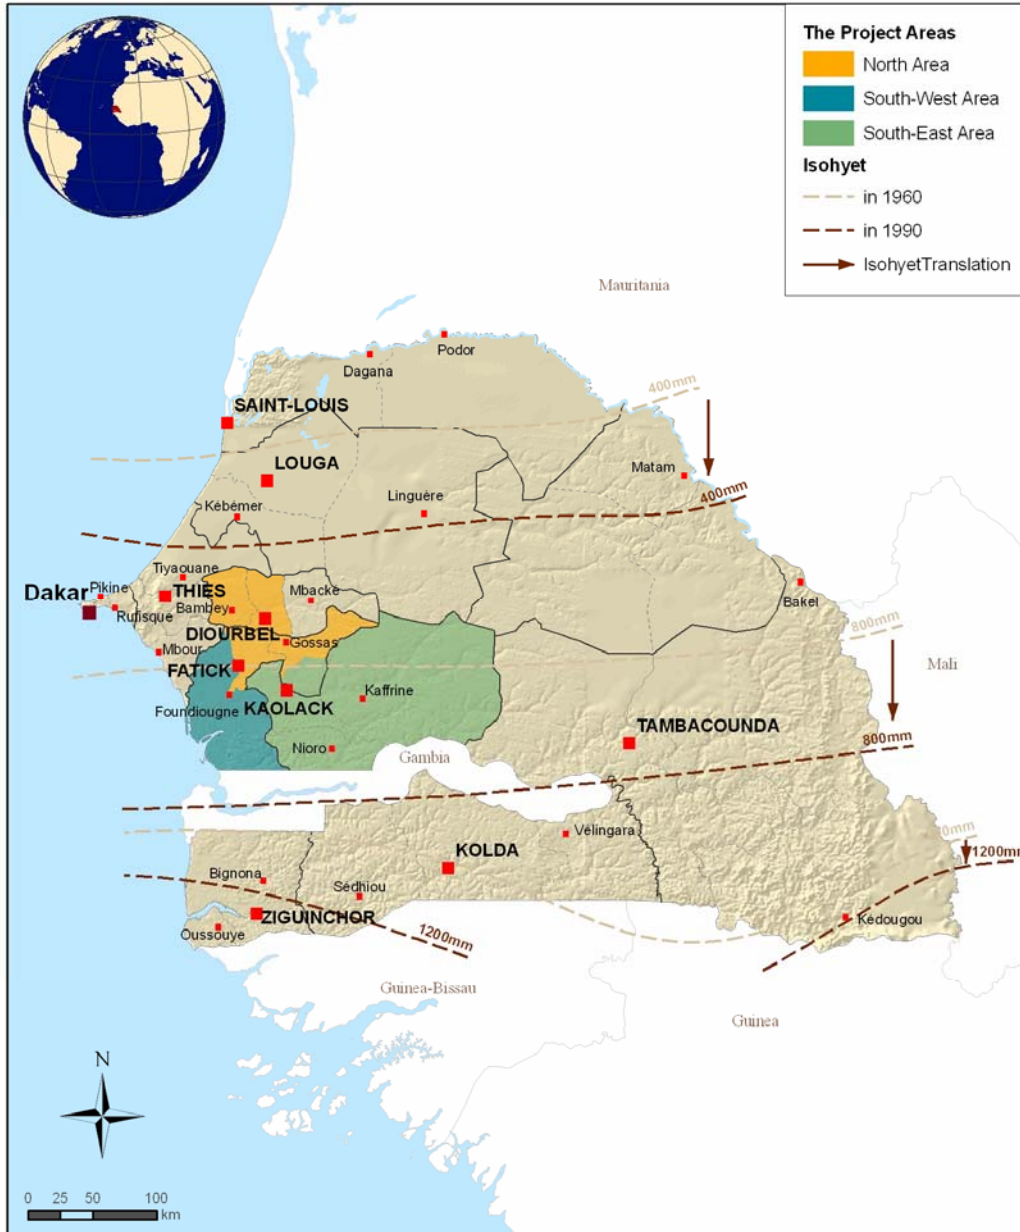 The Project Areas
North Area
South-West Area
South-East Area
Isohyet
in 1960
in 1990
IsohyetTranslation
Mauritania
Podor
Dagana
400mm
SAINT-LOUIS
LOUGA
Matam
400mm
Linguère
Kébémer
Tiyaouane
Dakar
Pikine
THIES
Mbacké
Bakel
Rufisque
Bambey
DIOURBEL
800mm
Mbour
Gossas
FATICK
Mali
Foundiougne
KAOLACK
Kaffrine
TAMBACOUNDA
Nioro
800mm
Gambia
Vélingara
1200mm
KOLDA
Bignona
Sédhiou
ZIGUINCHOR
Kédougou
Oussouye
1200mm
Guinea-Bissau
Guinea
N
0 25 50 100
km